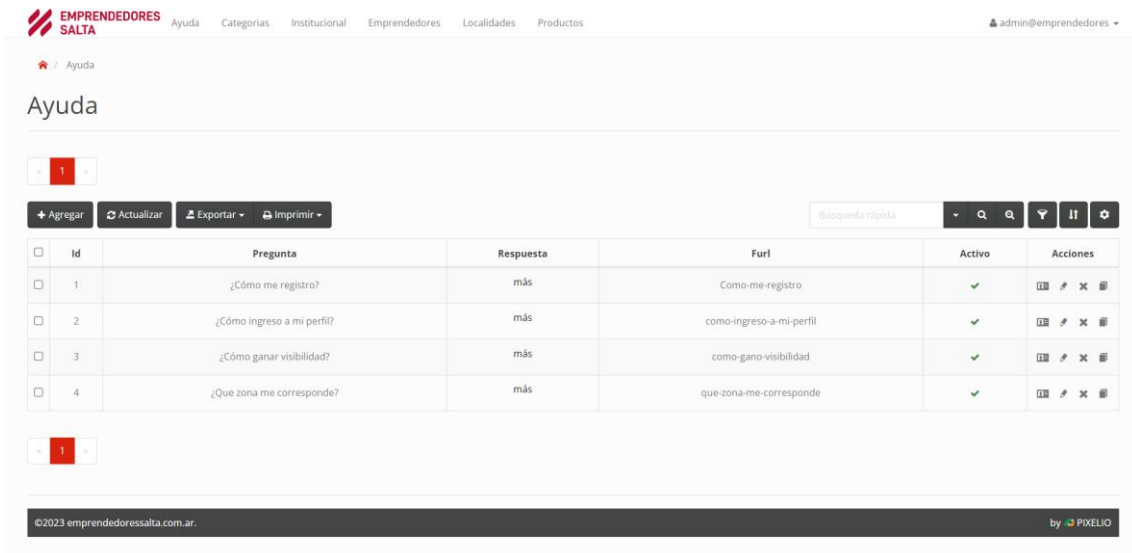 EMPRENDEDORES
SALTA
Ayuda Categorias Institucional Emprendedores Localidades Productos admin@emprendedores
/ Ayuda
Ayuda
« 1 »
Agregar Actualizar Exportar Imprimir Búsqueda rápida
Id Pregunta Respuesta Furl Activo Acciones
1 ¿Cómo me registro? más Como-me-registro
2 ¿Cómo ingreso a mi perfil? más como-ingreso-a-mi-perfil
3 ¿Cómo ganar visibilidad? más como-gano-visibilidad
4 ¿Que zona me corresponde? más que-zona-me-corresponde
« 1 »
©2023 emprendedoressalta.com.ar. by PIXELIO